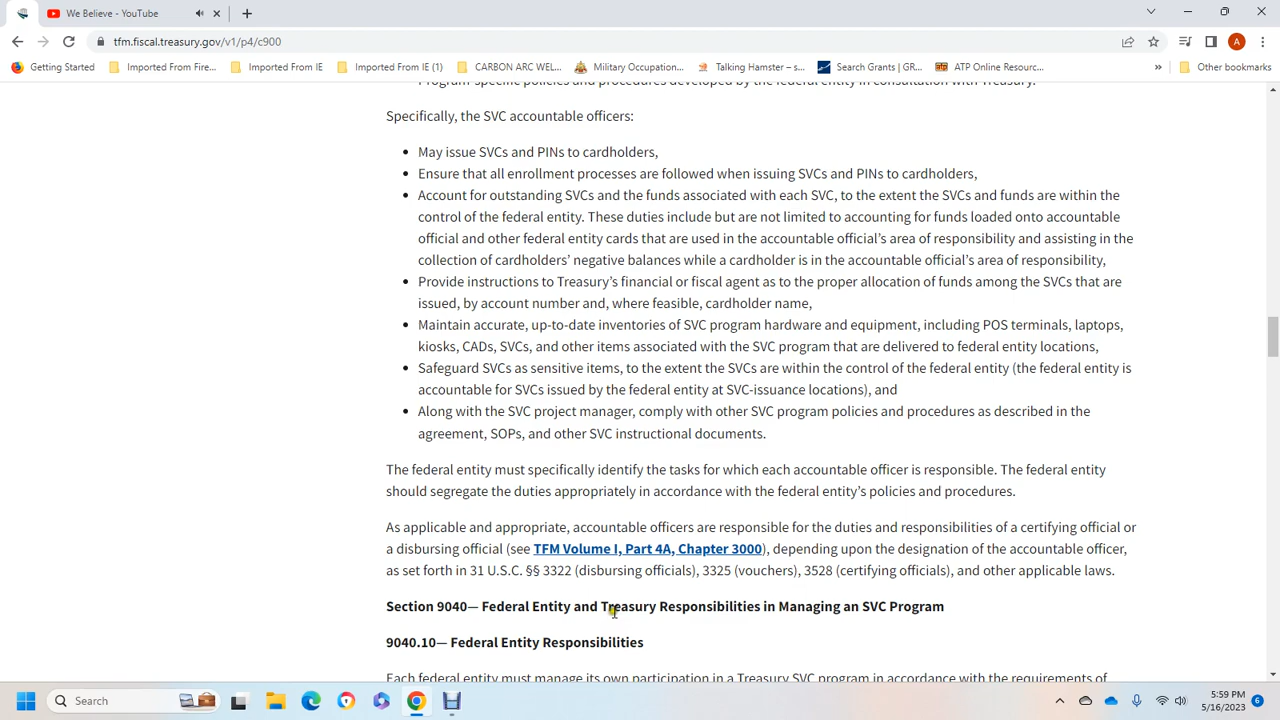 We Believe - YouTube
tfm.fiscal.treasury.gov/v1/p4/c900
A
Getting Started
Imported From Fire...
Imported From IE
Imported From IE (1)
CARBON ARC WEL...
Military Occupation...
Talking Hamster – s...
Search Grants | GR...
ATP Online Resourc...
»
Other bookmarks
Program-specific policies and procedures developed by the federal entity in consultation with Treasury.
Specifically, the SVC accountable officers:
• May issue SVCs and PINs to cardholders,
• Ensure that all enrollment processes are followed when issuing SVCs and PINs to cardholders,
• Account for outstanding SVCs and the funds associated with each SVC, to the extent the SVCs and funds are within the
control of the federal entity. These duties include but are not limited to accounting for funds loaded onto accountable
official and other federal entity cards that are used in the accountable official's area of responsibility and assisting in the
collection of cardholders' negative balances while a cardholder is in the accountable official's area of responsibility,
• Provide instructions to Treasury's financial or fiscal agent as to the proper allocation of funds among the SVCs that are
issued, by account number and, where feasible, cardholder name,
• Maintain accurate, up-to-date inventories of SVC program hardware and equipment, including POS terminals, laptops,
kiosks, CADs, SVCs, and other items associated with the SVC program that are delivered to federal entity locations,
• Safeguard SVCs as sensitive items, to the extent the SVCs are within the control of the federal entity (the federal entity is
accountable for SVCs issued by the federal entity at SVC-issuance locations), and
• Along with the SVC project manager, comply with other SVC program policies and procedures as described in the
agreement, SOPs, and other SVC instructional documents.
The federal entity must specifically identify the tasks for which each accountable officer is responsible. The federal entity
should segregate the duties appropriately in accordance with the federal entity's policies and procedures.
As applicable and appropriate, accountable officers are responsible for the duties and responsibilities of a certifying official or
a disbursing official (see TFM Volume I, Part 4A, Chapter 3000), depending upon the designation of the accountable officer,
as set forth in 31 U.S.C. §§ 3322 (disbursing officials), 3325 (vouchers), 3528 (certifying officials), and other applicable laws.
Section 9040— Federal Entity and Treasury Responsibilities in Managing an SVC Program
9040.10— Federal Entity Responsibilities
Each federal entity must manage its own participation in a Treasury SVC program in accordance with the requirements of
Search
5:59 PM
5/16/2023
6